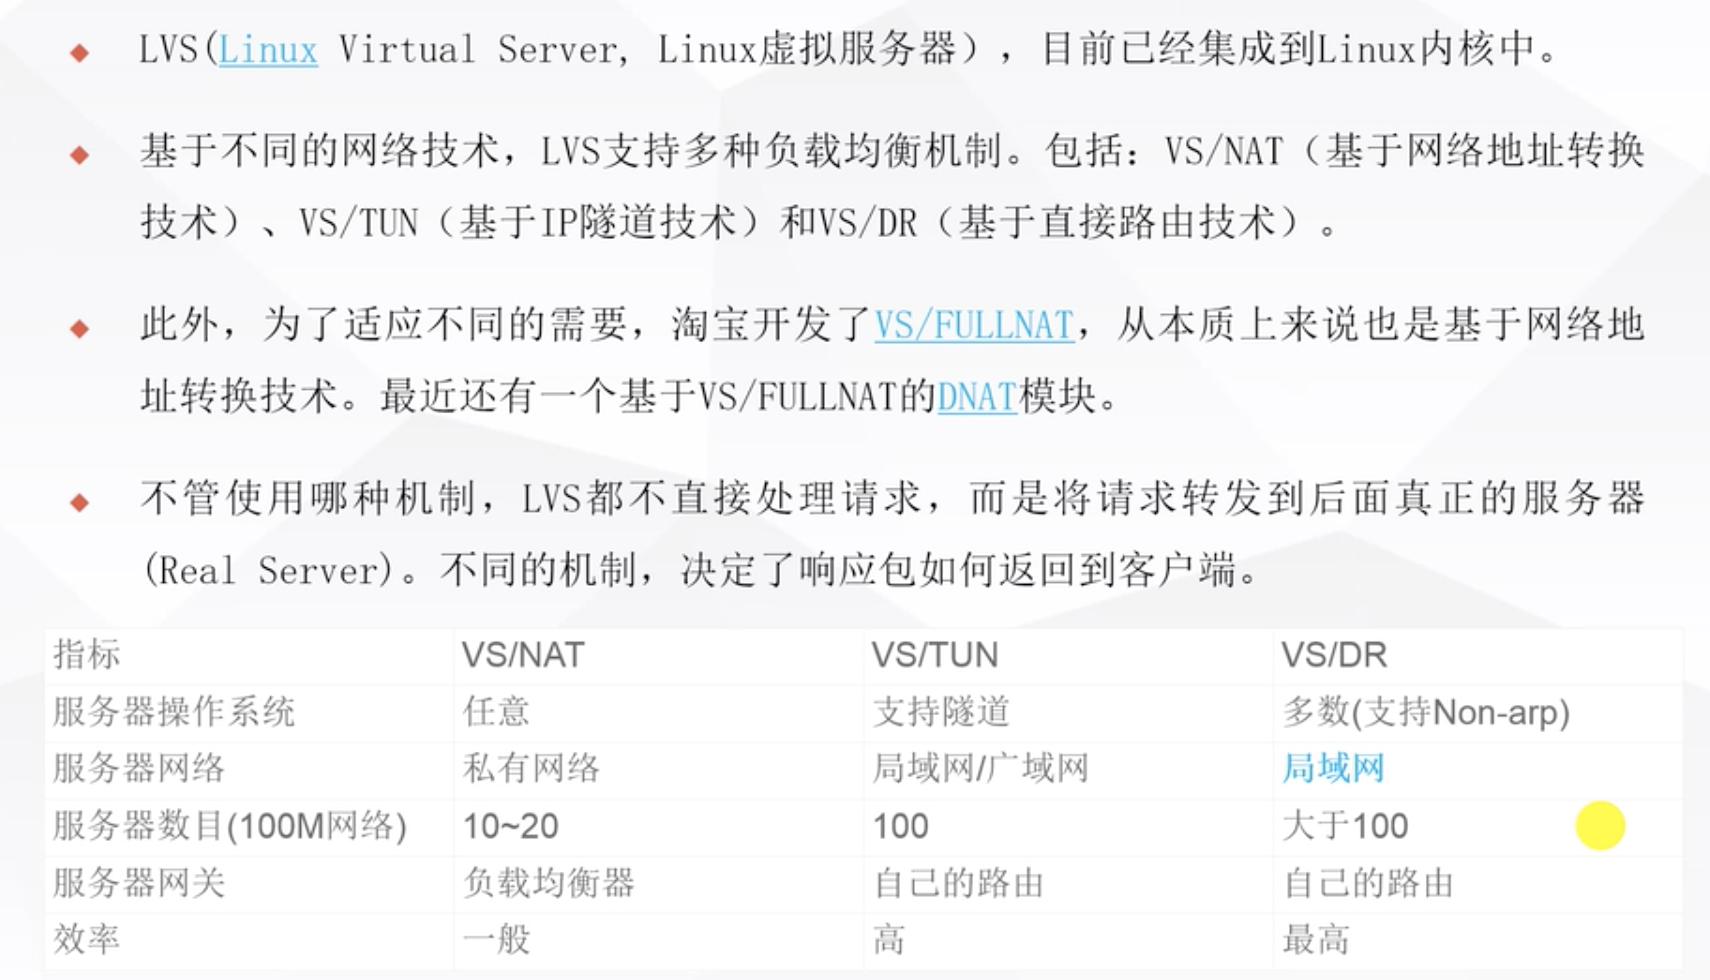 LVS(Linux Virtual Server, Linux虚拟服务器），目前已经集成到Linux内核中。
基于不同的网络技术，LVS支持多种负载均衡机制。包括：VS/NAT（基于网络地址转换
技术）、VS/TUN（基于IP隧道技术）和VS/DR（基于直接路由技术）。
此外，为了适应不同的需要，淘宝开发了VS/FULLNAT，从本质上来说也是基于网络地
址转换技术。最近还有一个基于VS/FULLNAT的DNAT模块。
不管使用哪种机制，LVS都不直接处理请求，而是将请求转发到后面真正的服务器
(Real Server)。不同的机制，决定了响应包如何返回到客户端。
指标 VS/NAT VS/TUN VS/DR
服务器操作系统 任意 支持隧道 多数(支持Non-arp)
服务器网络 私有网络 局域网/广域网 局域网
服务器数目(100M网络) 10~20 100 大于100
服务器网关 负载均衡器 自己的路由 自己的路由
效率 一般 高 最高